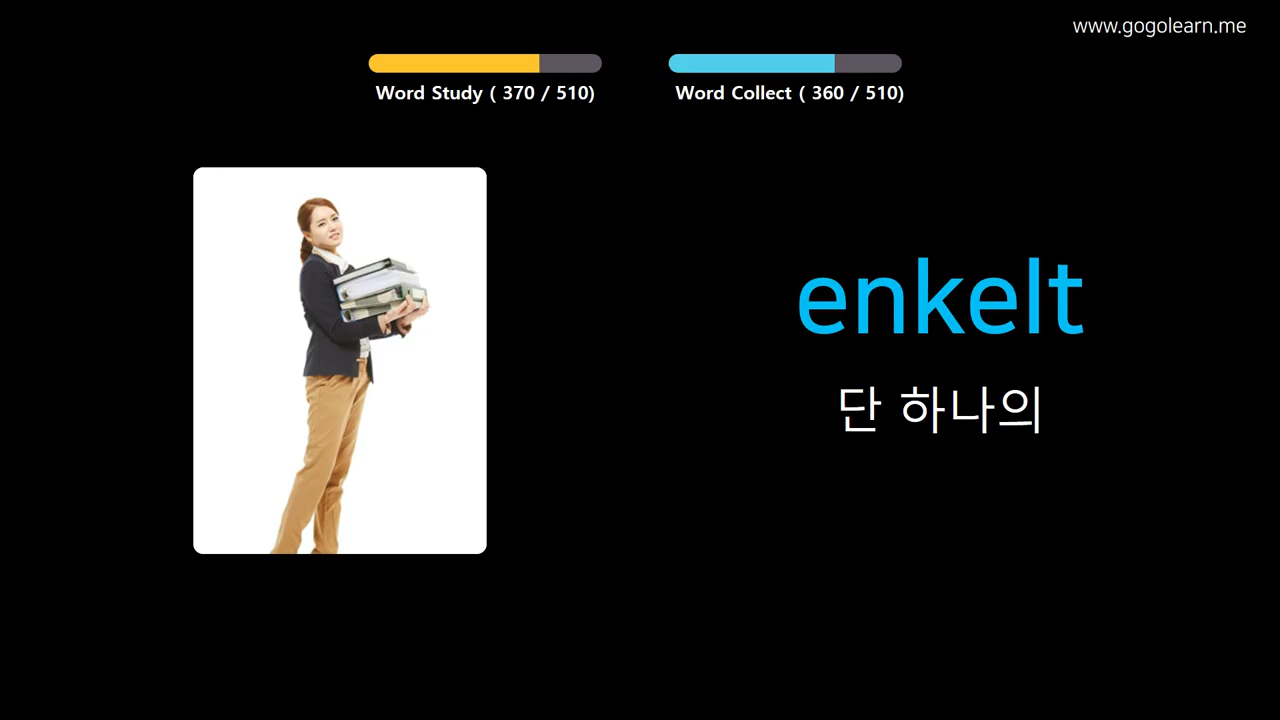 www.gogolearn.me
Word Study ( 370 / 510)
Word Collect ( 360 / 510)
enkelt
단 하나의